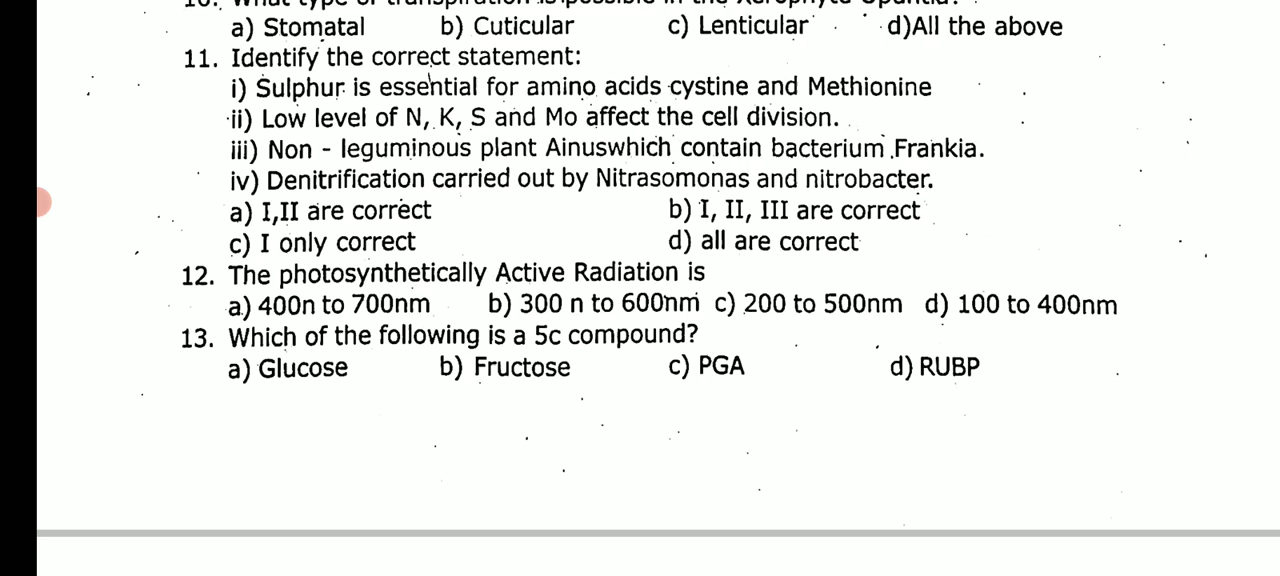 a) Stomatal b) Cuticular c) Lenticular d)All the above
11. Identify the correct statement:
i) Sulphur is essential for amino acids cystine and Methionine
ii) Low level of N, K, S and Mo affect the cell division.
iii) Non - leguminous plant Ainuswhich contain bacterium Frankia.
iv) Denitrification carried out by Nitrasomonas and nitrobacter.
a) I,II are correct b) I, II, III are correct
c) I only correct d) all are correct
12. The photosynthetically Active Radiation is
a) 400n to 700nm b) 300 n to 600nm c) 200 to 500nm d) 100 to 400nm
13. Which of the following is a 5c compound?
a) Glucose b) Fructose c) PGA d) RUBP